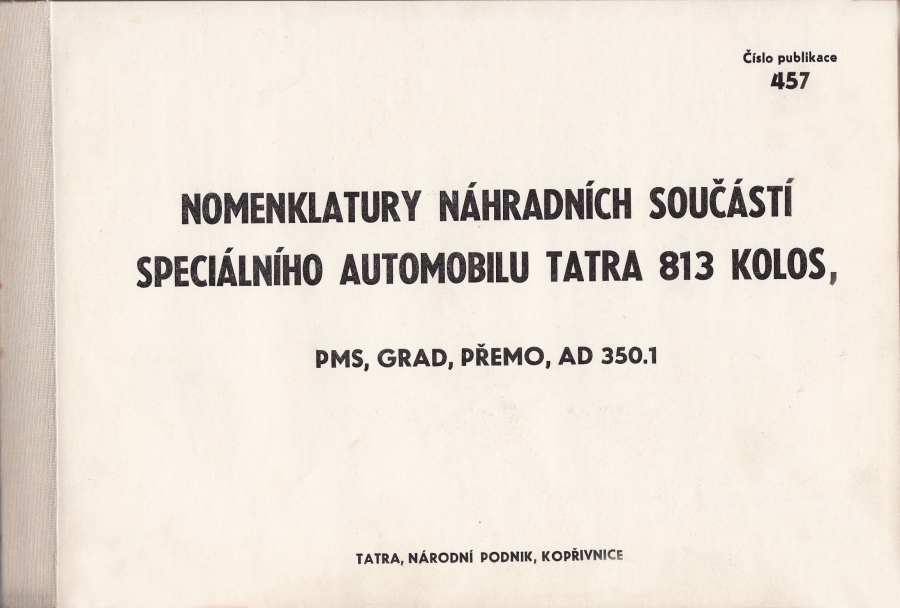 Číslo publikace
457
NOMENKLATURY NÁHRADNÍCH SOUČÁSTÍ
SPECIÁLNÍHO AUTOMOBILU TATRA 813 KOLOS,
PMS, GRAD, PŘEMO, AD 350.1
TATRA, NÁRODNÍ PODNIK, KOPŘIVNICE